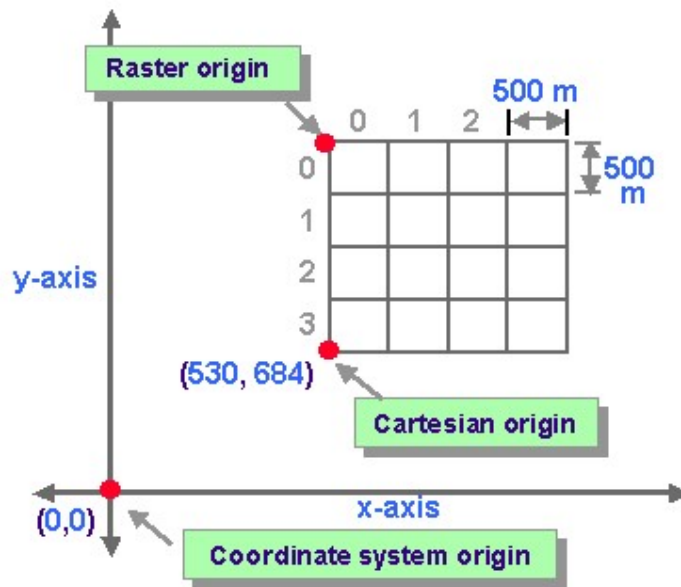 Raster origin
500 m
0 1 2
0
500
m
1
2
y-axis
3
(530, 684)
Cartesian origin
x-axis
(0,0)
Coordinate system origin